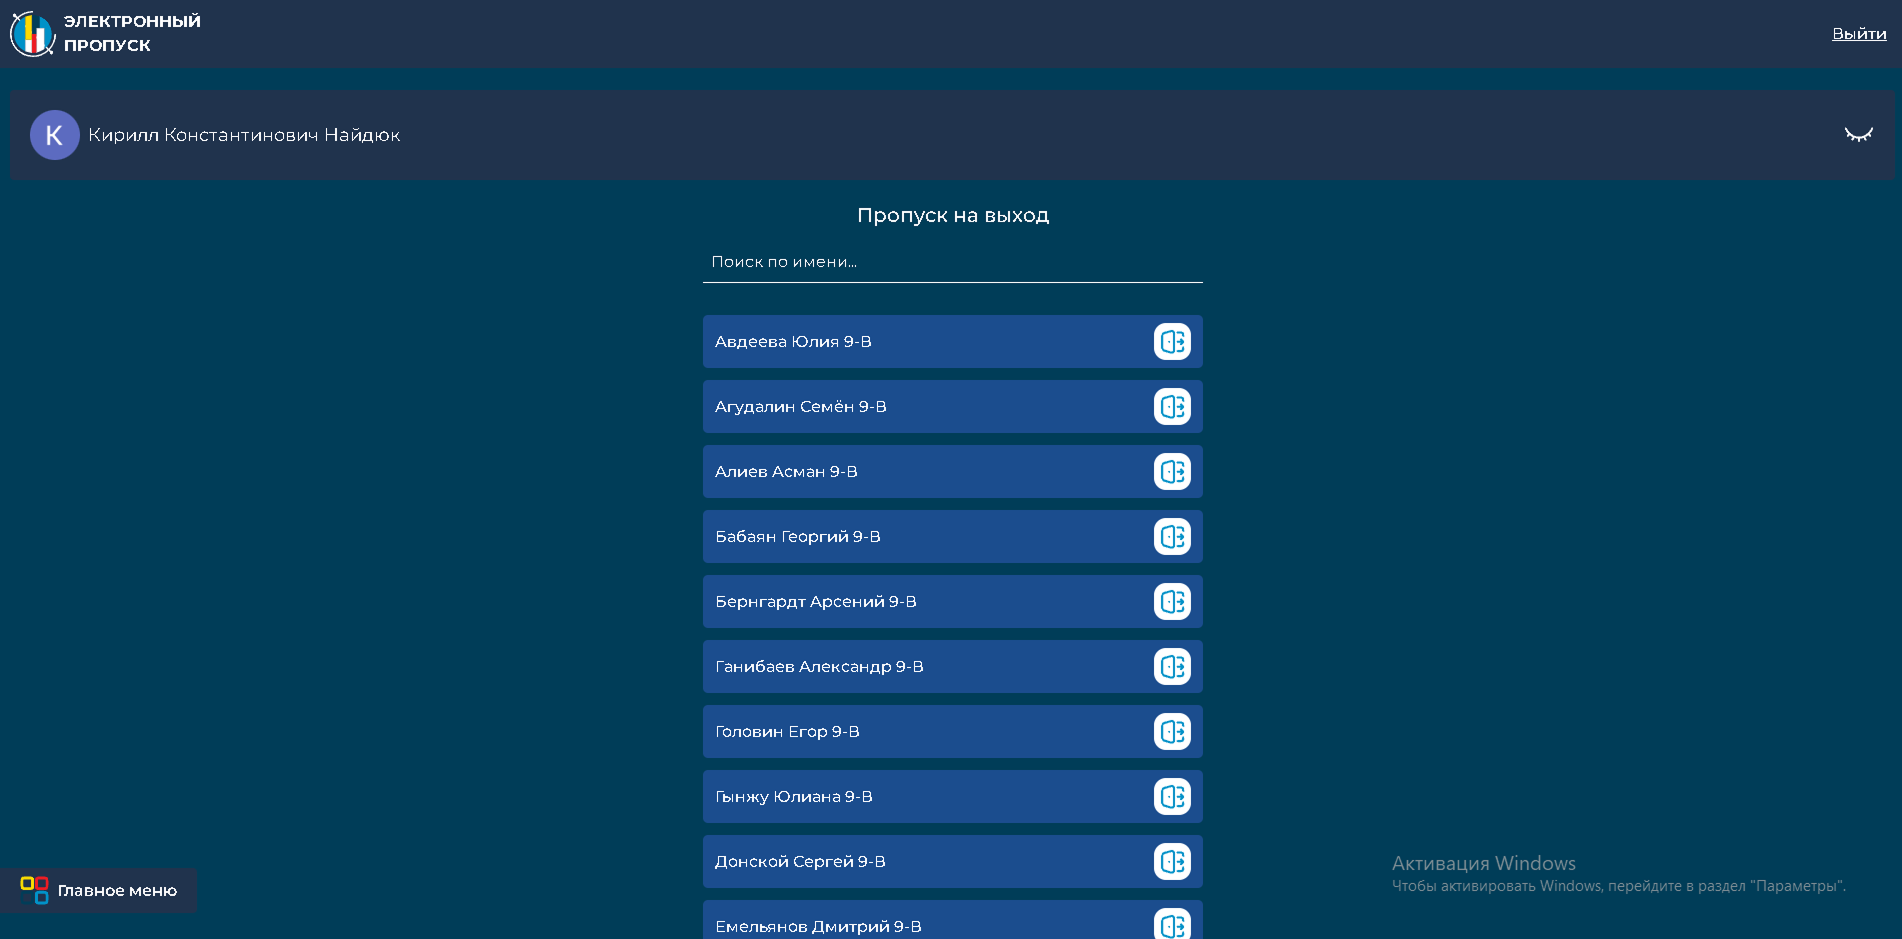 ЭЛЕКТРОННЫЙ
ПРОПУСК
Выйти
К
Кирилл Константинович Найдюк
Пропуск на выход
Поиск по имени...
Авдеева Юлия 9-В
Агудалин Семён 9-В
Алиев Асман 9-В
Бабаян Георгий 9-В
Бернгардт Арсений 9-В
Ганибаев Александр 9-В
Головин Егор 9-В
Гынжу Юлиана 9-В
Донской Сергей 9-В
Емельянов Дмитрий 9-В
Главное меню
Активация Windows
Чтобы активировать Windows, перейдите в раздел "Параметры".